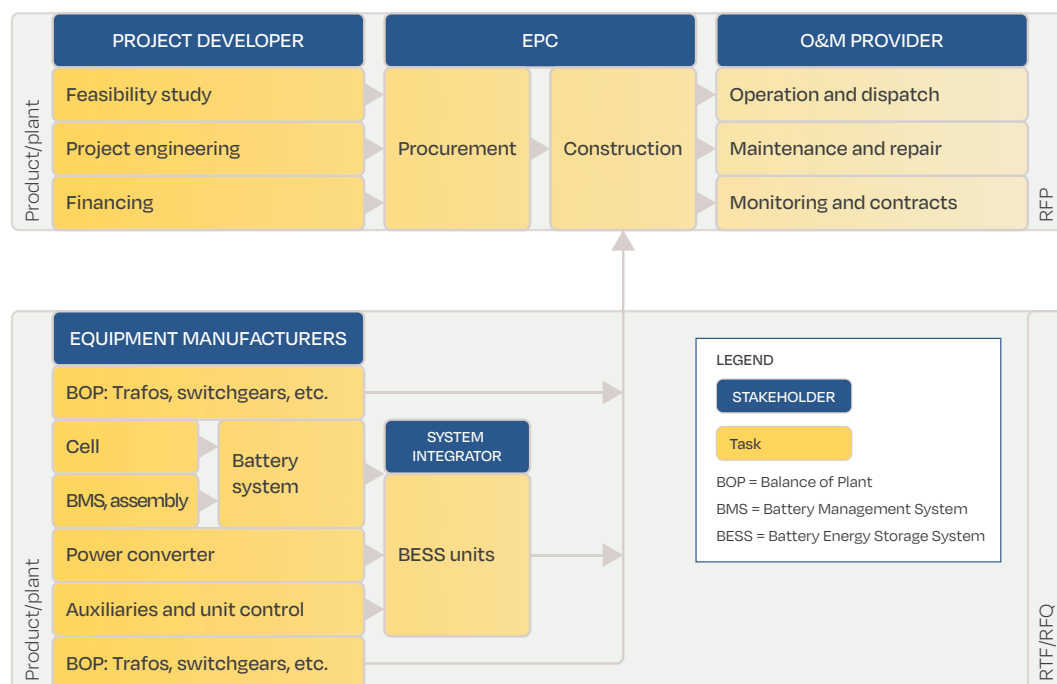 PROJECT DEVELOPER
EPC
O&M PROVIDER
Product/plant
Feasibility study
Project engineering
Financing
Procurement
Construction
Operation and dispatch
Maintenance and repair
Monitoring and contracts
RFP
Product/plant
EQUIPMENT MANUFACTURERS
BOP: Trafos, switchgears, etc.
Cell
BMS, assembly
Battery
system
Power converter
Auxiliaries and unit control
BOP: Trafos, switchgears, etc.
SYSTEM
INTEGRATOR
BESS units
LEGEND
STAKEHOLDER
Task
BOP = Balance of Plant
BMS = Battery Management System
BESS = Battery Energy Storage System
RTF/RFQ